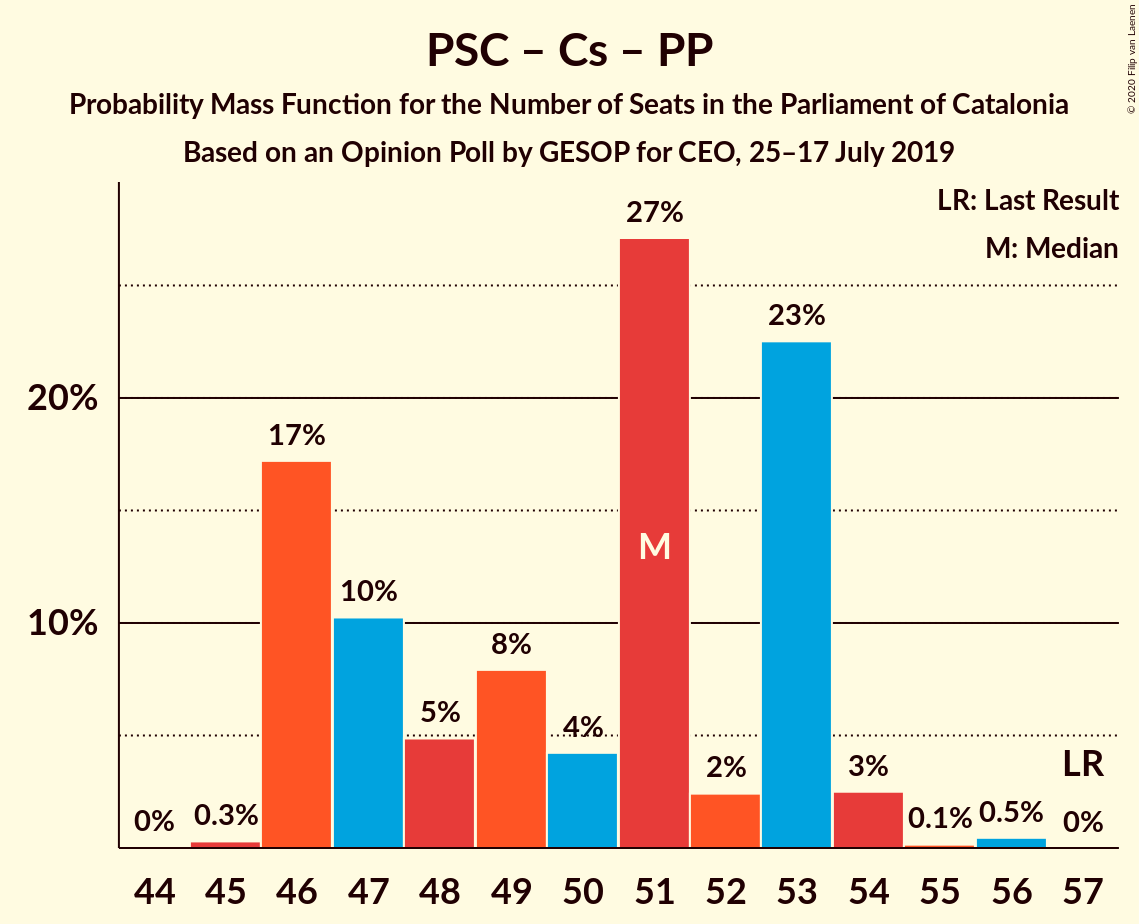 PSC – Cs – PP
Probability Mass Function for the Number of Seats in the Parliament of Catalonia
Based on an Opinion Poll by GESOP for CEO, 25–17 July 2019
© 2020 Filip van Laenen
LR: Last Result
M: Median
20%
10%
0%
0.3%
17%
10%
5%
8%
4%
27%
M
2%
23%
3%
0.1%
0.5%
LR
0%
44 45 46 47 48 49 50 51 52 53 54 55 56 57